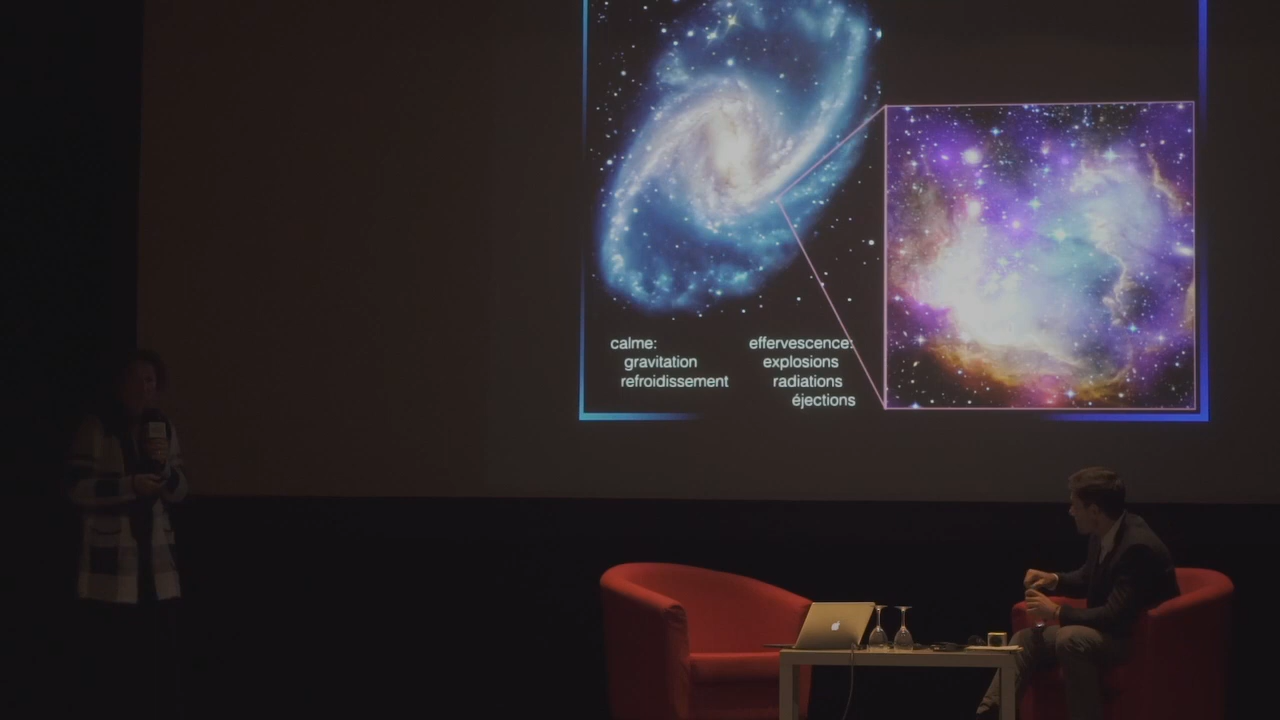 calme:
gravitation
refroidissement
effervescence:
explosions
radiations
éjections